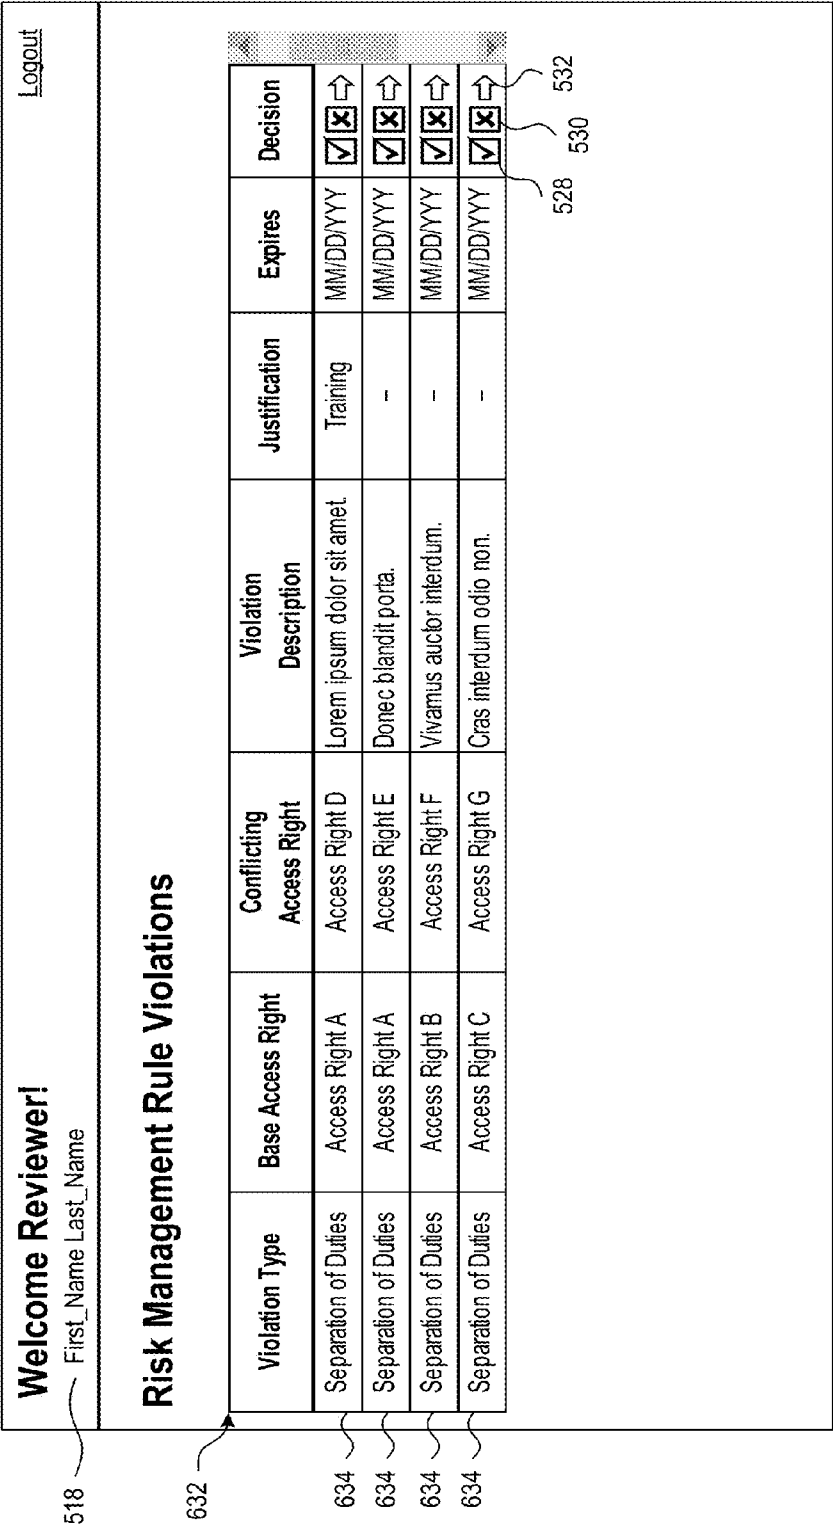 Welcome Reviewer!
Logout
518
First_Name Last_Name
Risk Management Rule Violations
632
Violation Type Base Access Right Conflicting Access Right Violation Description Justification Expires Decision
634 Separation of Duties Access Right A Access Right D Lorem ipsum dolor sit amet. Training MM/DD/YYY
634 Separation of Duties Access Right A Access Right E Donec blandit porta. – MM/DD/YYY
634 Separation of Duties Access Right B Access Right F Vivamus auctor interdum. – MM/DD/YYY
634 Separation of Duties Access Right C Access Right G Cras interdum odio non. – MM/DD/YYY
528 530 532